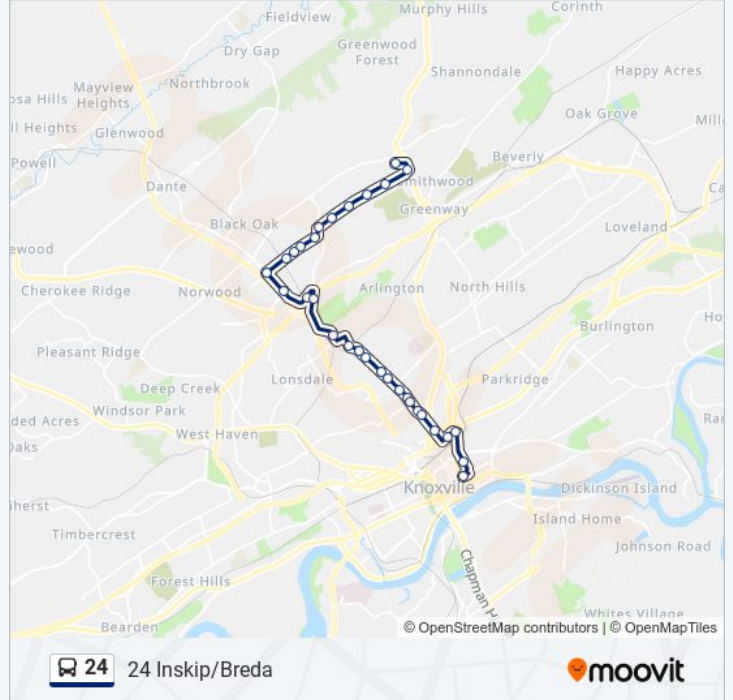 Murphy Hills
Corinth
Fieldview
Dry Gap
Greenwood
Forest
Shannondale
Happy Acres
Northbrook
Mayview
Heights
osa Hills
ll Heights
Glenwood
Oak Grove
Mill
Powell
Beverly
Dante
mithwood
Ca
Greenway
Black Oak
Loveland
ewood
Cherokee Ridge
Norwood
Arlington
North Hills
Ho
Burlington
Pleasant Ridge
Lonsdale
Parkridge
Deep Creek
Windsor Park
ded Acres
Oaks
West Haven
Knoxville
Dickinson Island
Island Home
Johnson Road
herst
Timbercrest
Chapman H
Forest Hills
Whites Village
Bearden
© OpenStreetMap contributors | © OpenMapTiles
24 24 Inskip/Breda
moovit